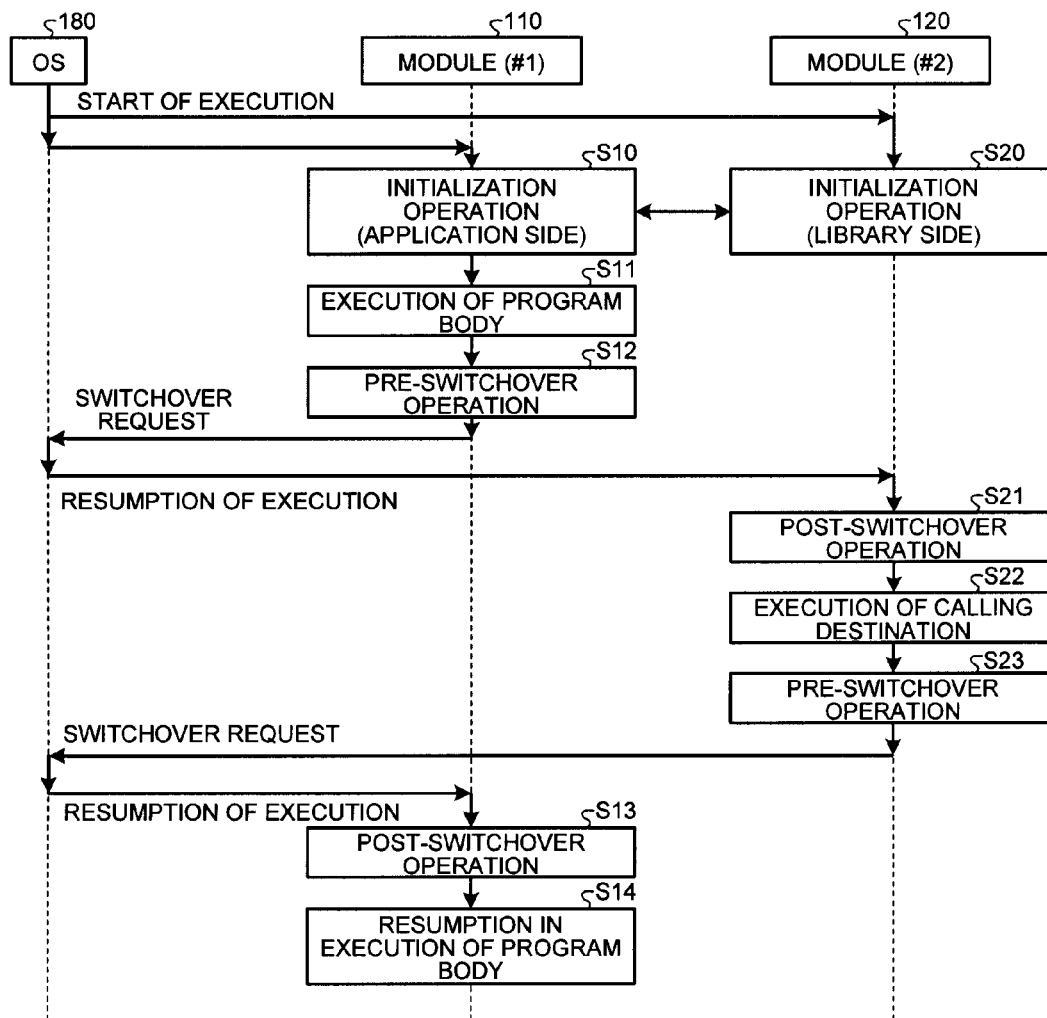 180
110
120
OS
MODULE (#1)
MODULE (#2)
START OF EXECUTION
S10
S20
INITIALIZATION
OPERATION
(APPLICATION SIDE)
INITIALIZATION
OPERATION
(LIBRARY SIDE)
S11
EXECUTION OF PROGRAM
BODY
S12
PRE-SWITCHOVER
OPERATION
SWITCHOVER
REQUEST
RESUMPTION OF EXECUTION
S21
POST-SWITCHOVER
OPERATION
S22
EXECUTION OF CALLING
DESTINATION
S23
PRE-SWITCHOVER
OPERATION
SWITCHOVER REQUEST
RESUMPTION OF EXECUTION
S13
POST-SWITCHOVER
OPERATION
S14
RESUMPTION IN
EXECUTION OF PROGRAM
BODY